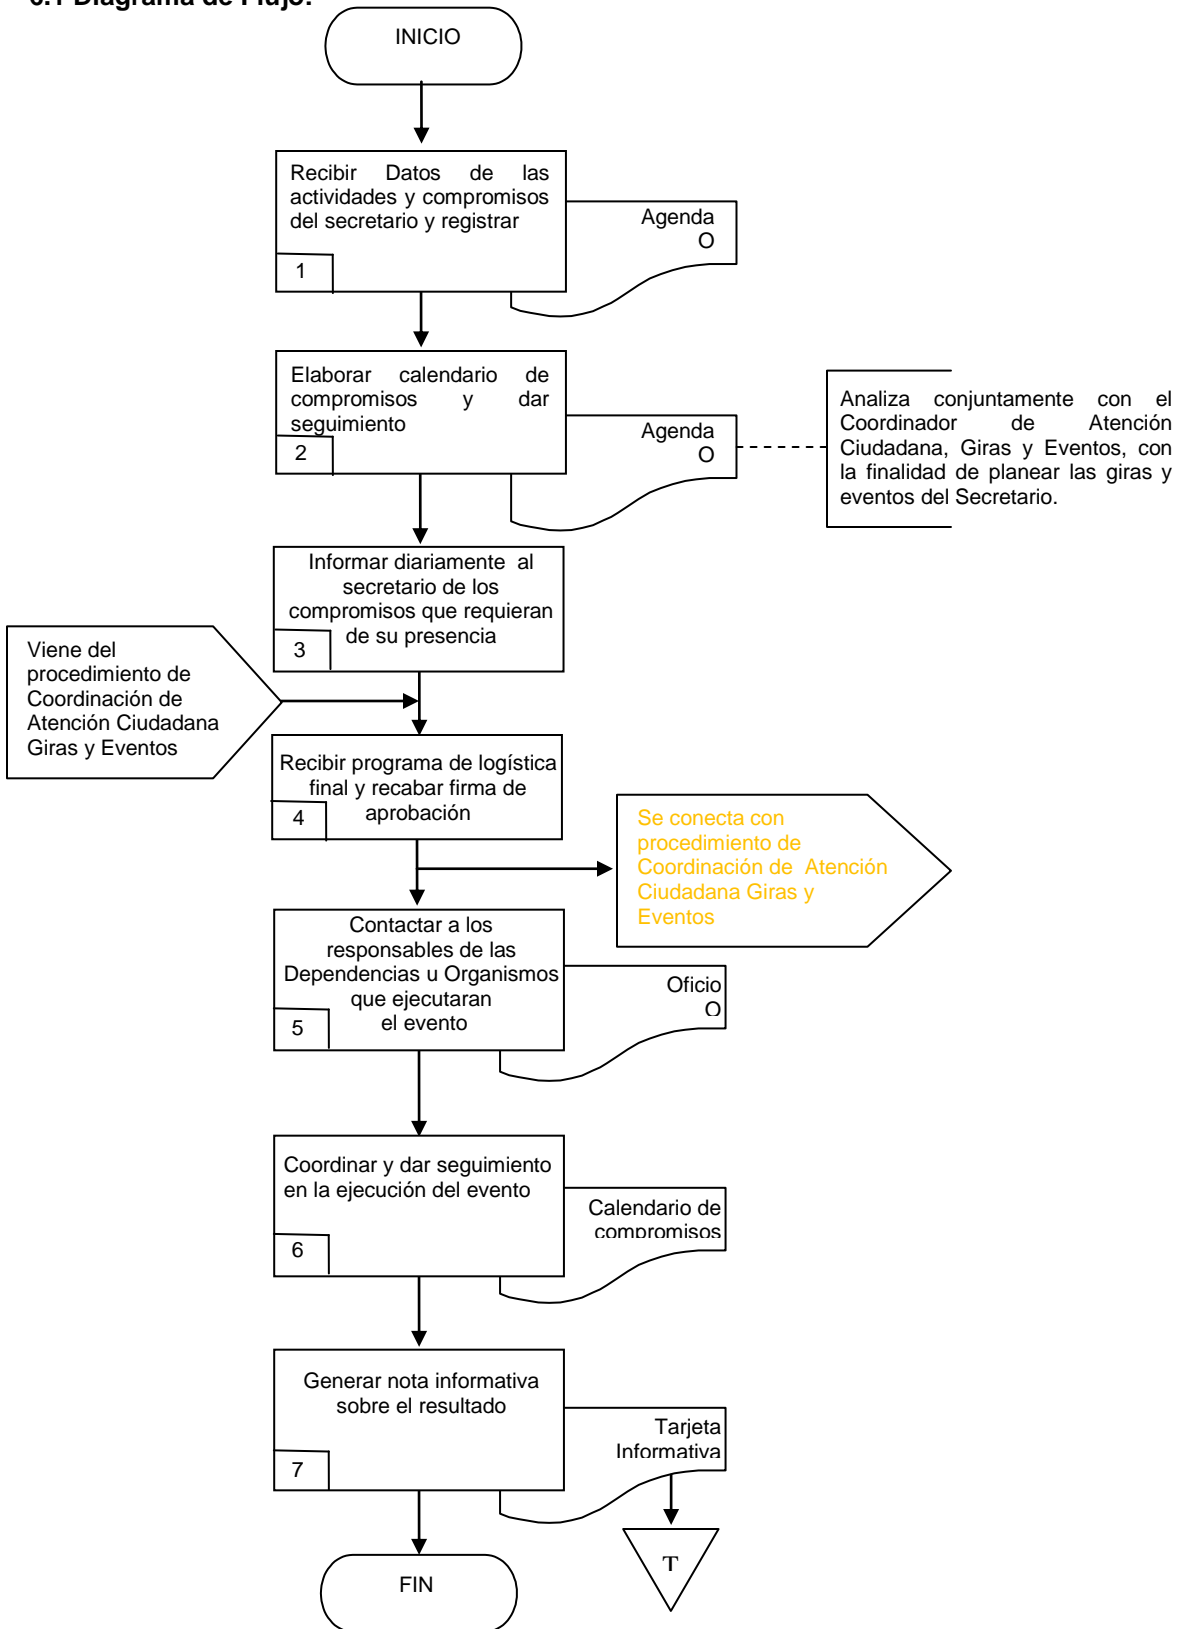 6.1 Diagrama de Flujo:
INICIO
Recibir Datos de las
actividades y compromisos
del secretario y registrar
1
Agenda
O
Elaborar calendario de
compromisos y dar
seguimiento
2
Agenda
O
Analiza conjuntamente con el
Coordinador de Atención
Ciudadana, Giras y Eventos, con
la finalidad de planear las giras y
eventos del Secretario.
Informar diariamente al
secretario de los
compromisos que requieran
de su presencia
3
Viene del
procedimiento de
Coordinación de
Atención Ciudadana
Giras y Eventos
Recibir programa de logística
final y recabar firma de
aprobación
4
Se conecta con
procedimiento de
Coordinación de Atención
Ciudadana Giras y
Eventos
Contactar a los
responsables de las
Dependencias u Organismos
que ejecutaran
el evento
5
Oficio
O
Coordinar y dar seguimiento
en la ejecución del evento
6
Calendario de
compromisos
Generar nota informativa
sobre el resultado
7
Tarjeta
Informativa
T
FIN